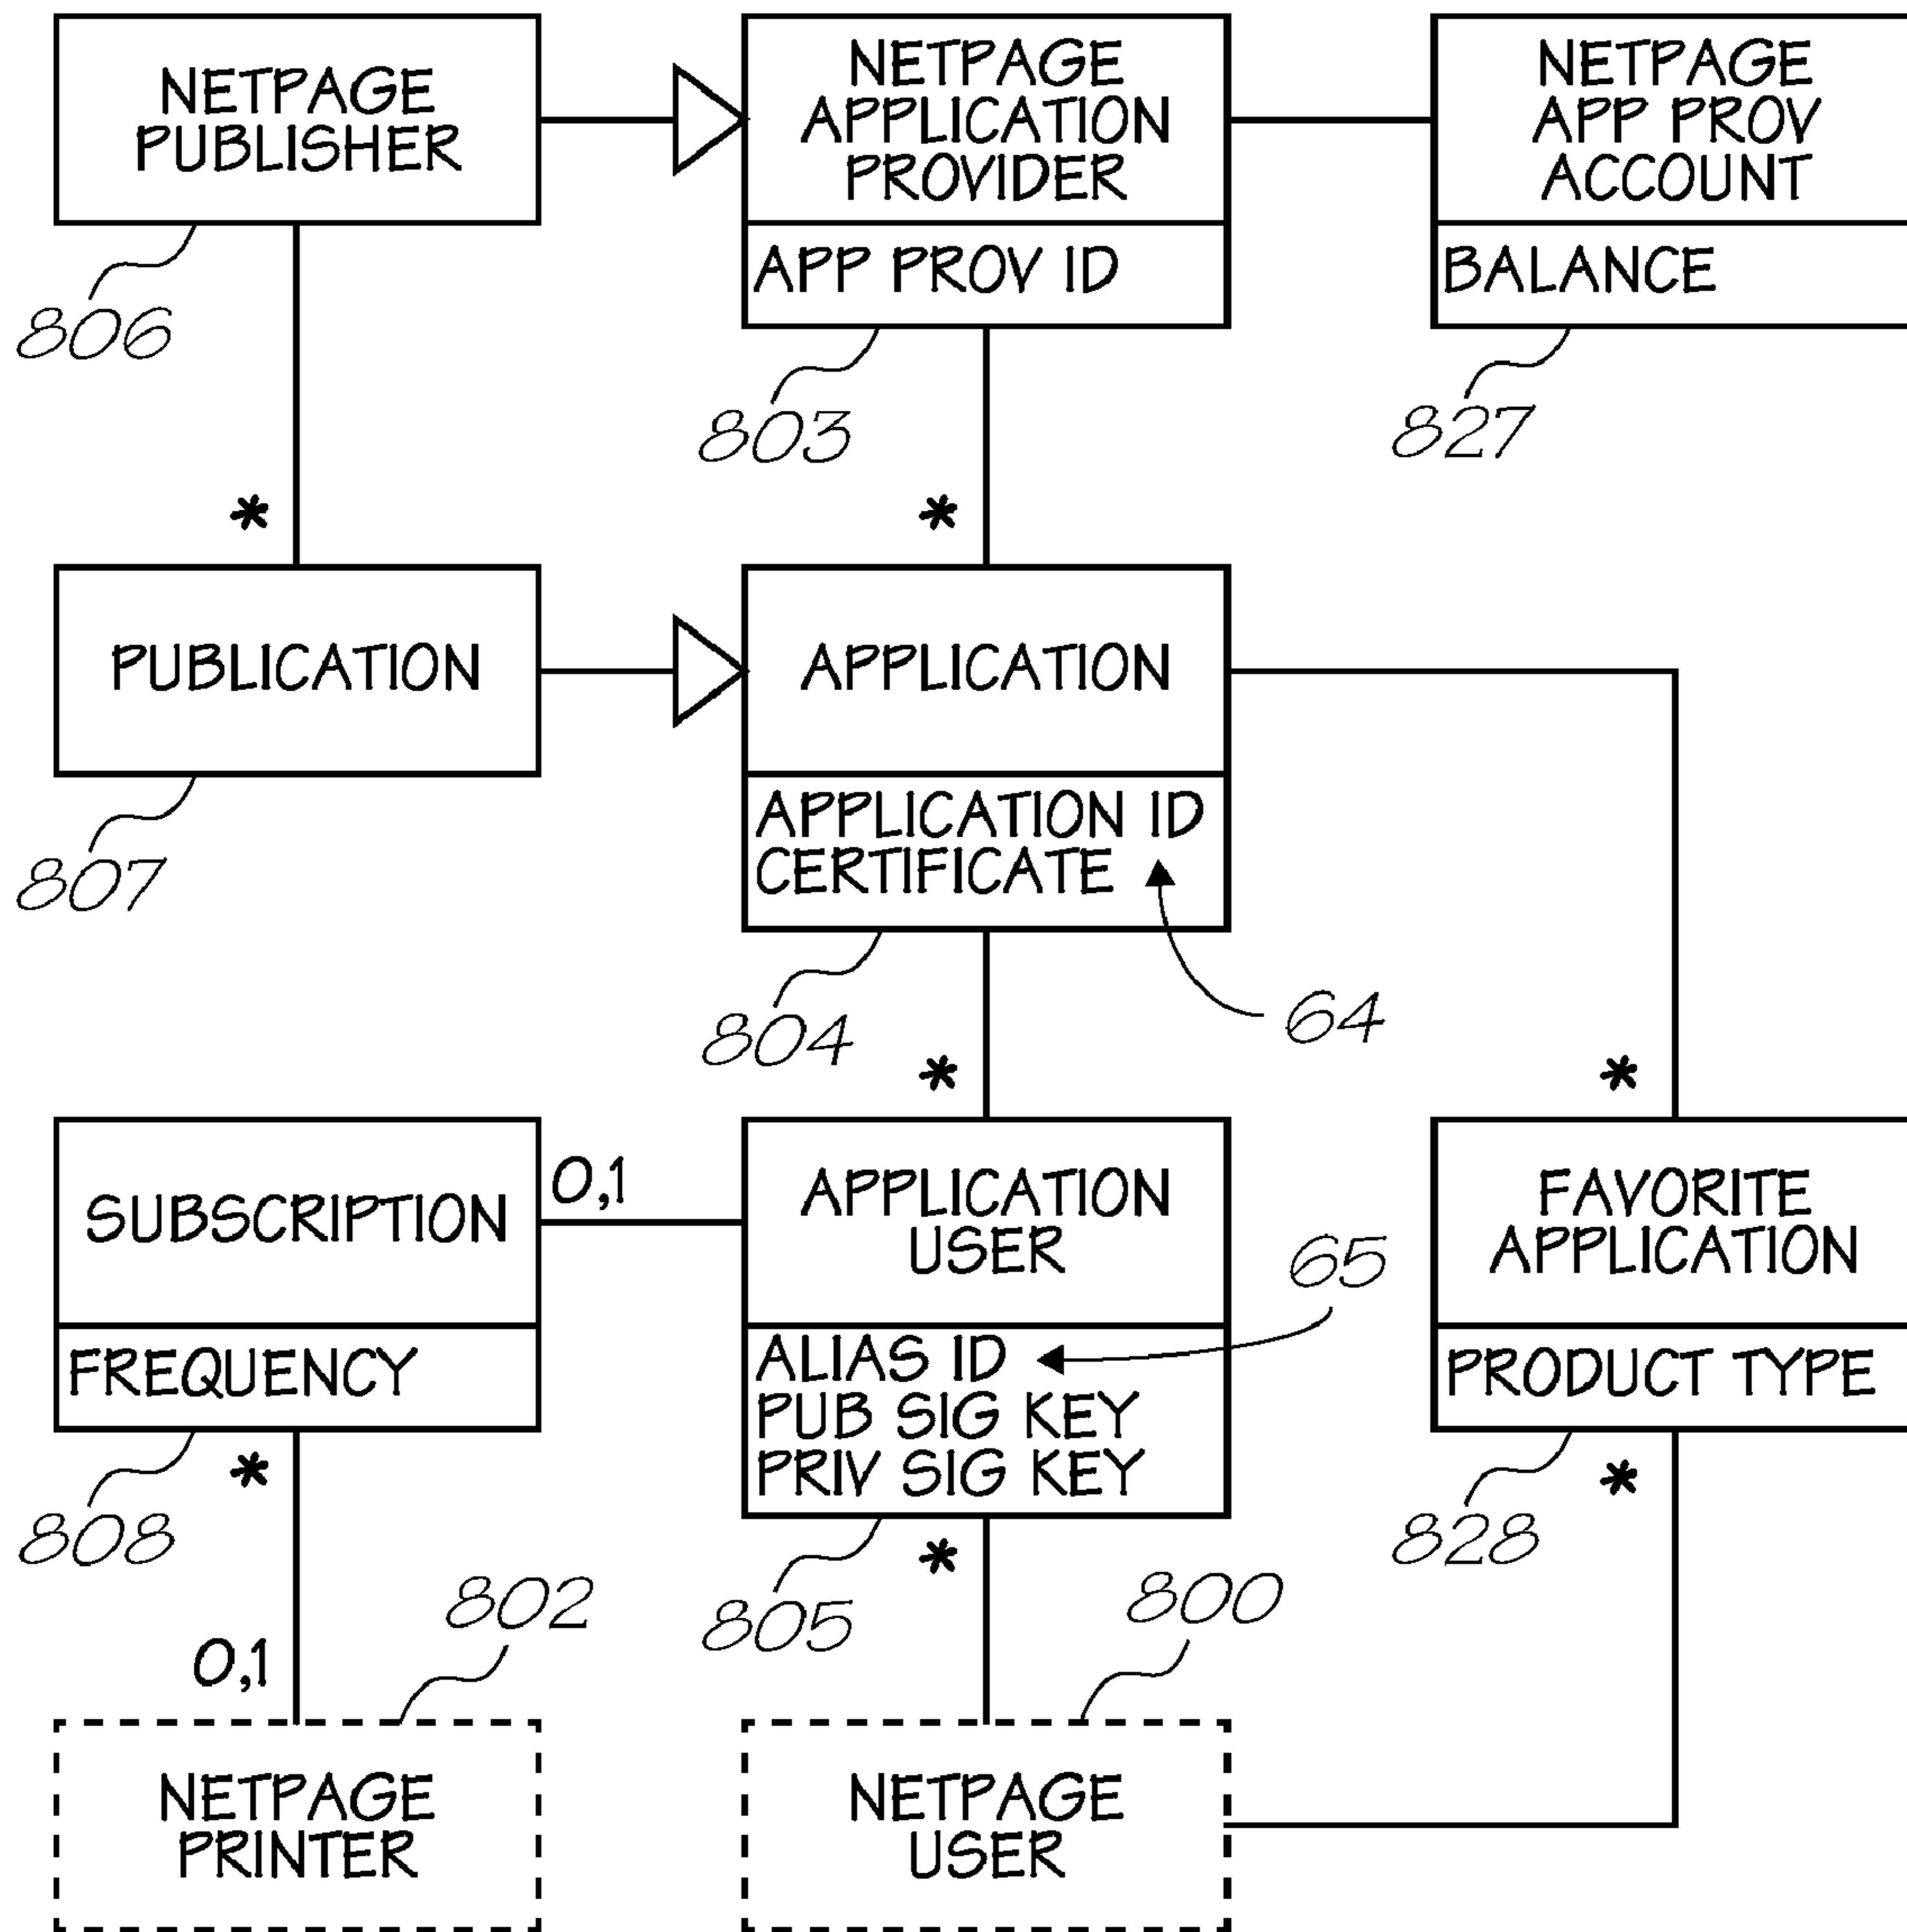 NETPAGE
PUBLISHER
NETPAGE
APPLICATION
PROVIDER
APP PROV ID
NETPAGE
APP PROV
ACCOUNT
BALANCE
806
803
827
*
*
PUBLICATION
APPLICATION
APPLICATION ID
CERTIFICATE
807
804
64
*
*
SUBSCRIPTION
FREQUENCY
0,1
APPLICATION
USER
ALIAS ID
PUB SIG KEY
PRIV SIG KEY
65
FAVORITE
APPLICATION
PRODUCT TYPE
808
*
805
*
828
*
802
800
0,1
NETPAGE
PRINTER
NETPAGE
USER